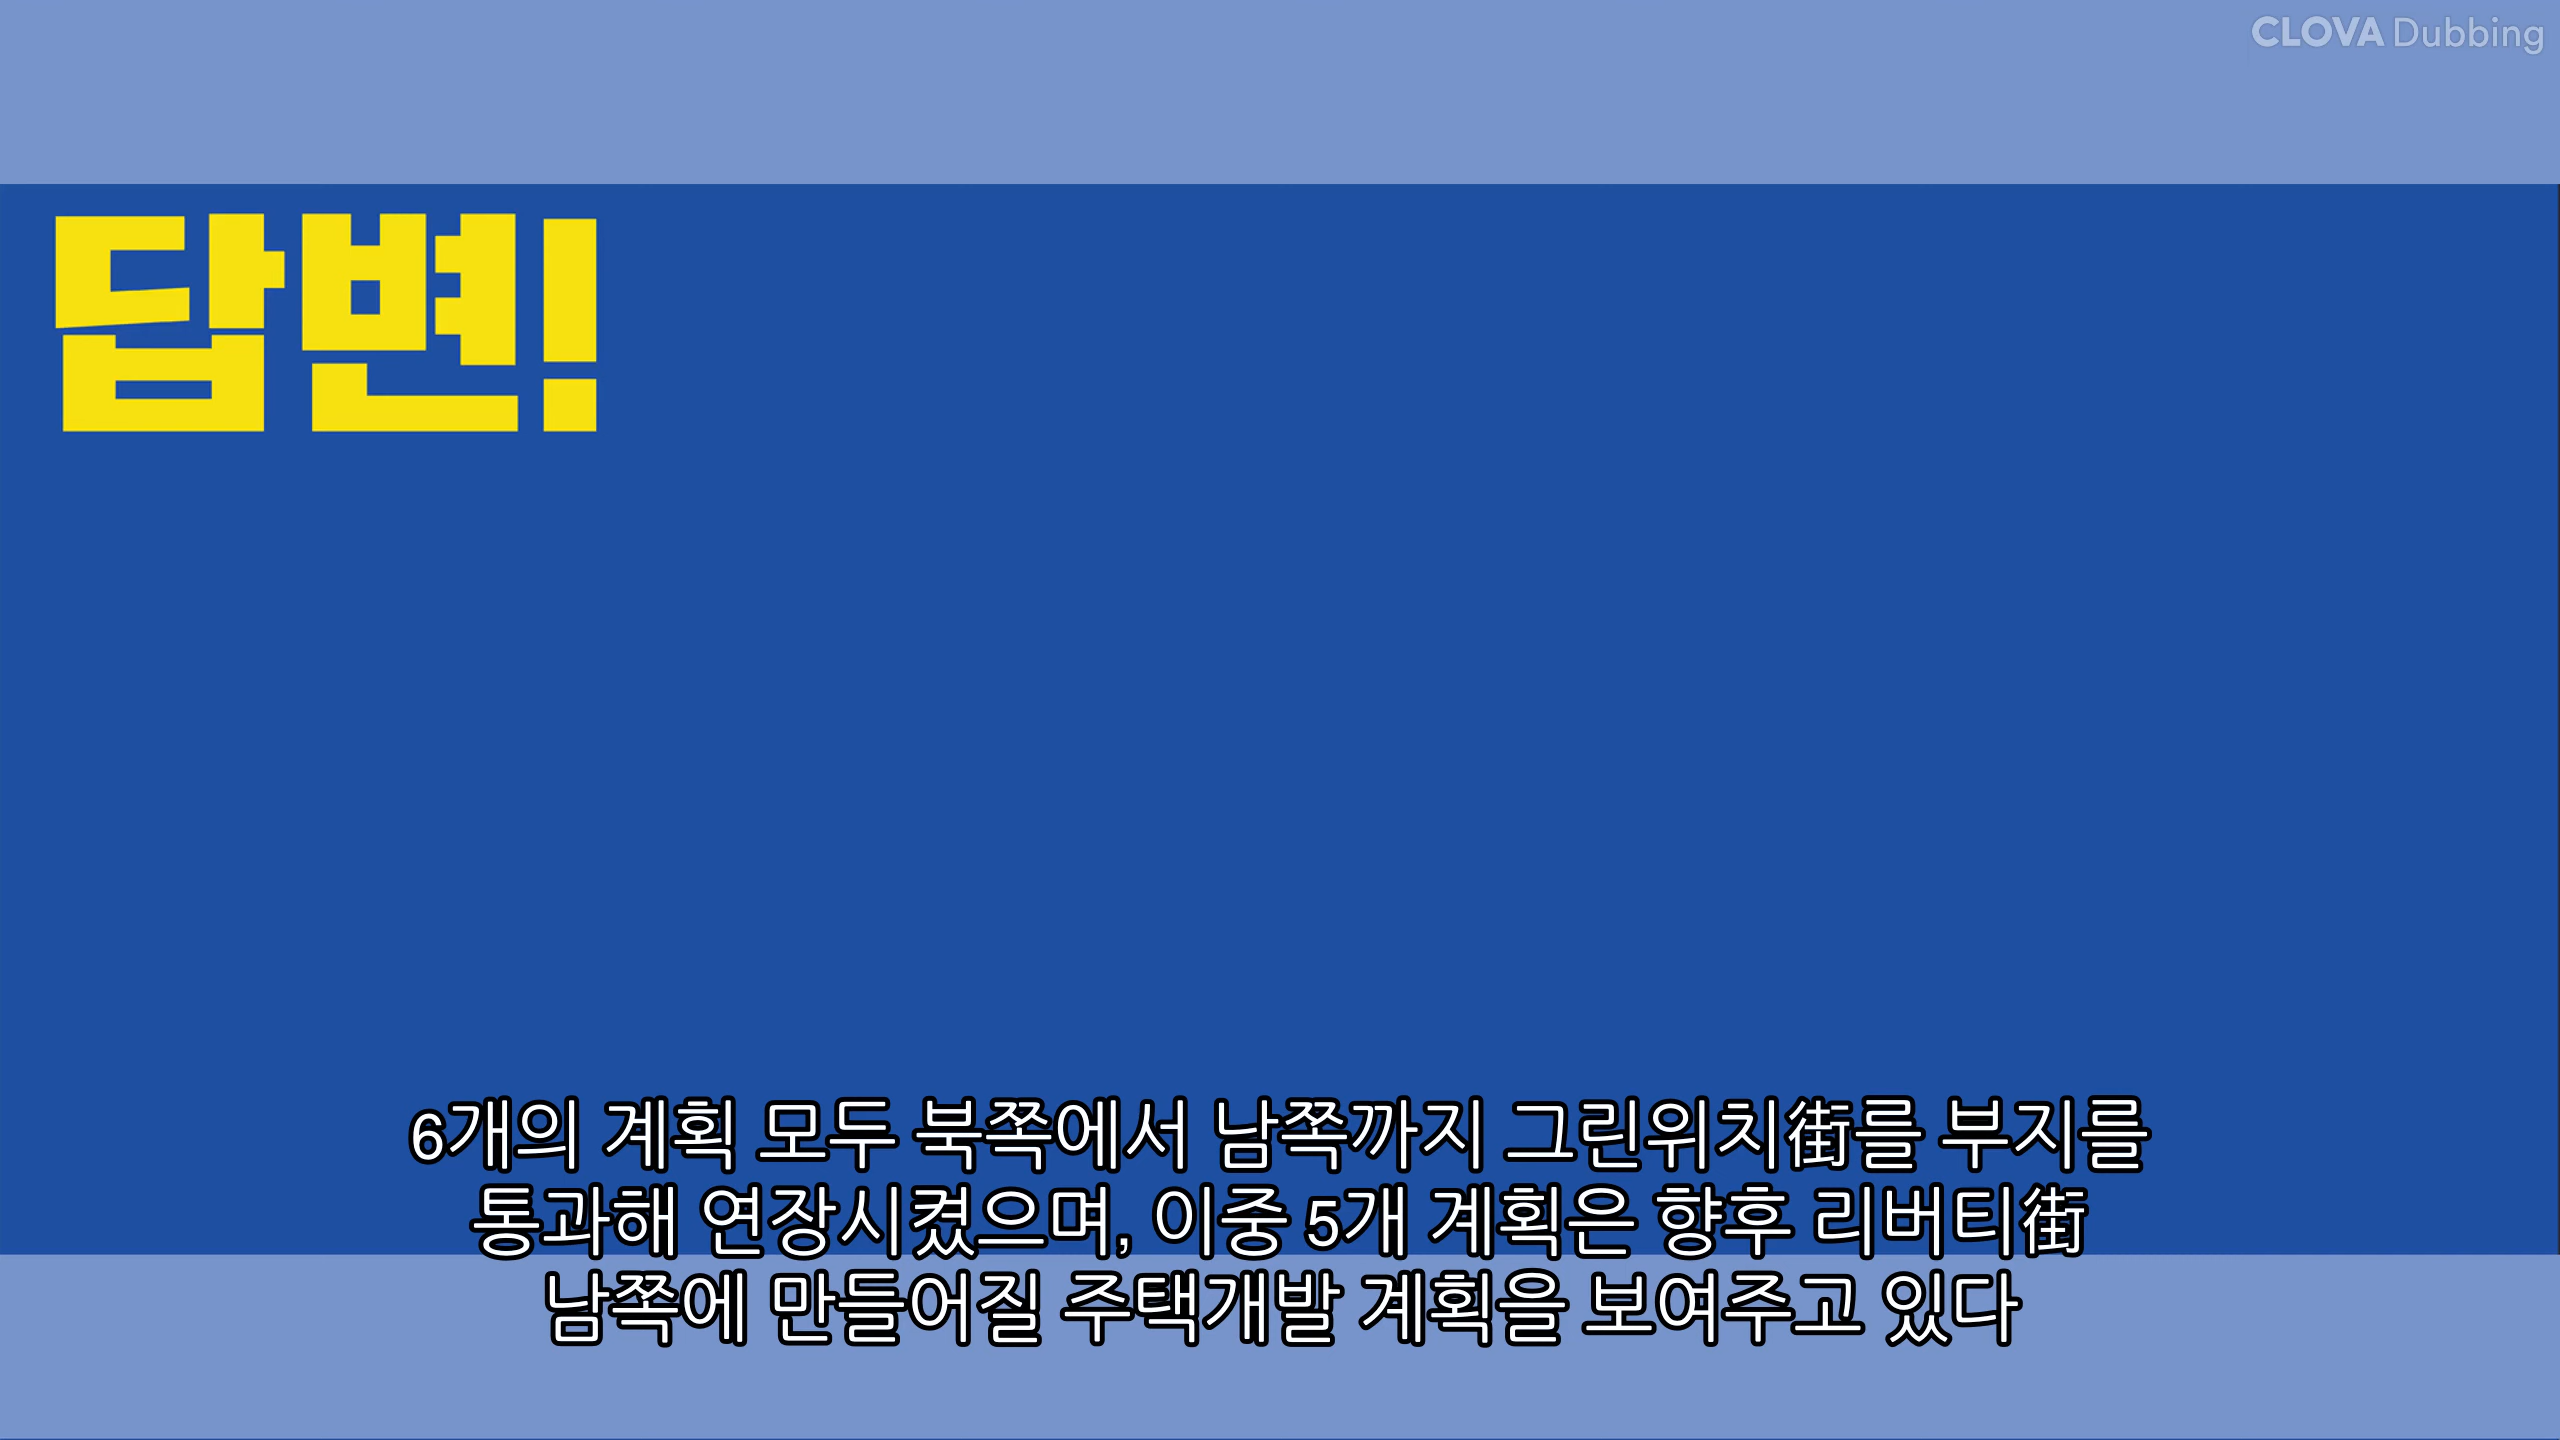 CLOVA Dubbing
답변!
6개의 계획 모두 북쪽에서 남쪽까지 그린위치街를 부지를
통과해 연장시켰으며, 이중 5개 계획은 향후 리버티街
남쪽에 만들어질 주택개발 계획을 보여주고 있다